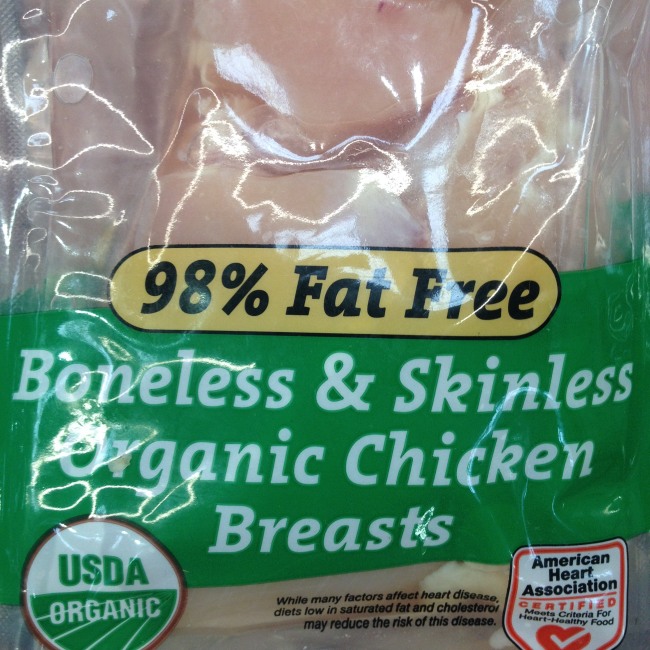 98% Fat Free
Boneless & Skinless
Organic Chicken
Breasts
USDA
ORGANIC
While many factors affect heart disease,
diets low in saturated fat and cholesterol
may reduce the risk of this disease.
American
Heart
Association
CERTIFIED
Meets Criteria For
Heart-Healthy Food